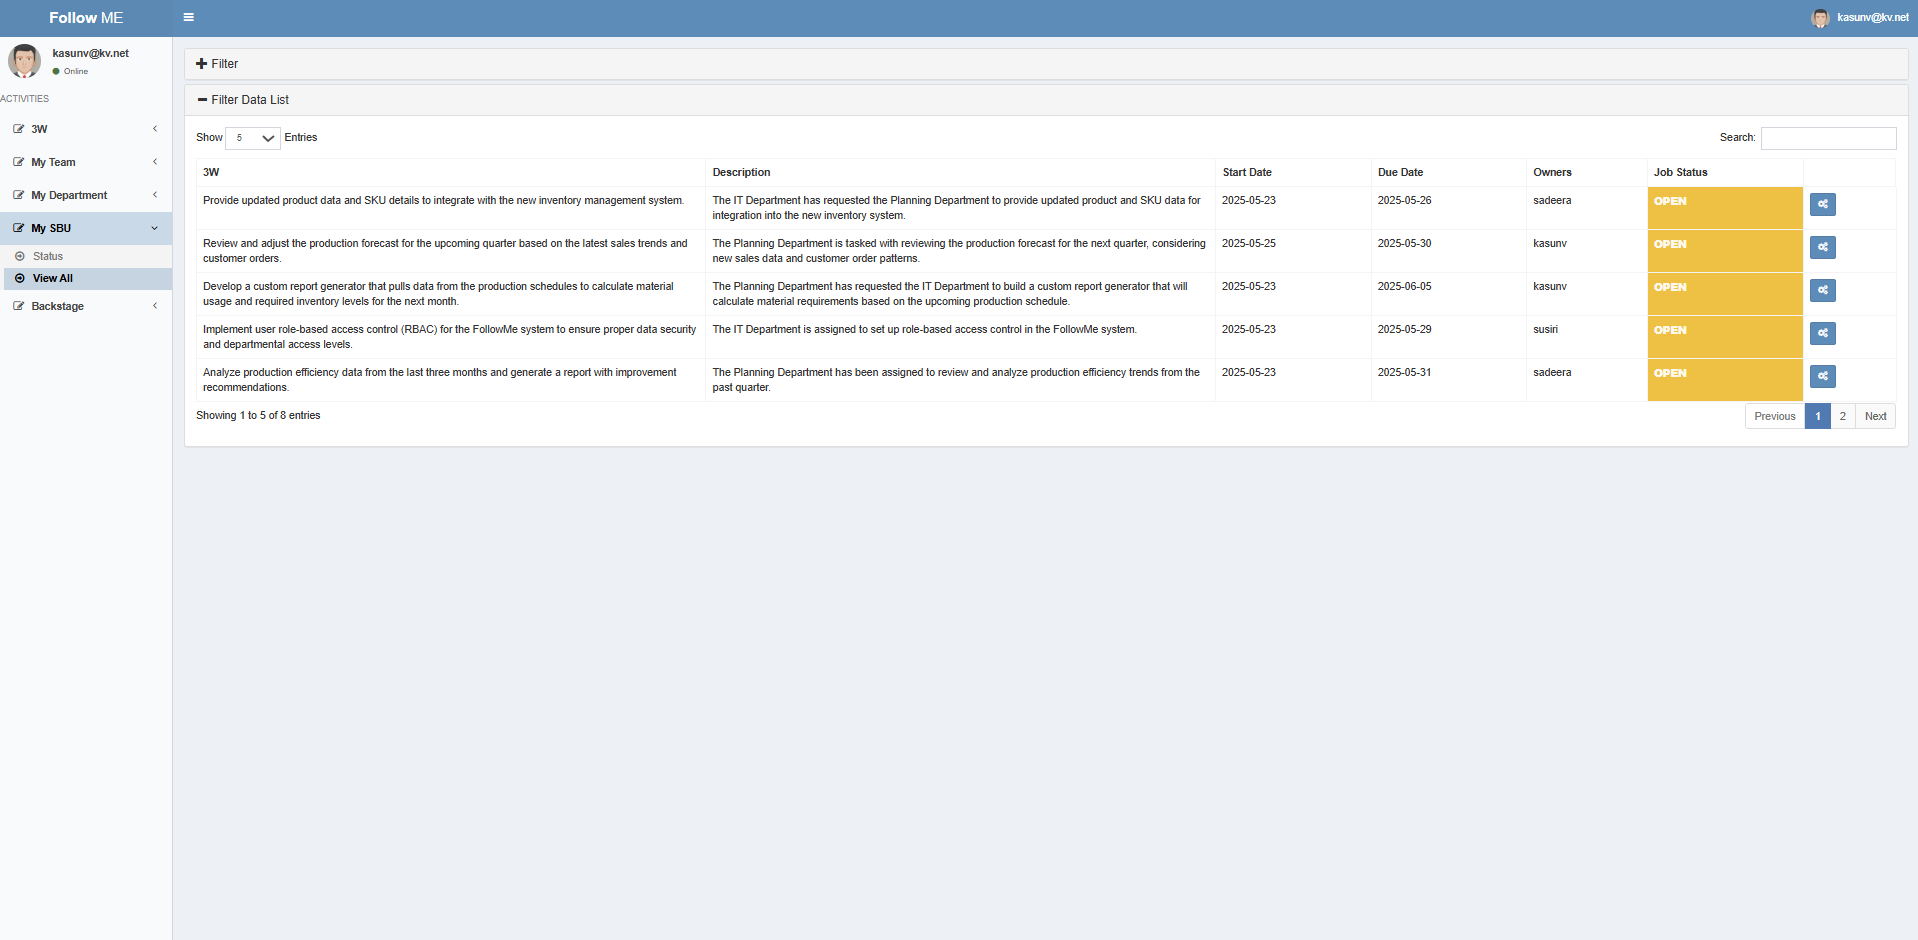 Follow ME
kasunv@kv.net
kasunv@kv.net
Online
ACTIVITIES
3W
My Team
My Department
My SBU
Status
View All
Backstage
Filter
Filter Data List
Show 5 Entries
Search:
3W Description Start Date Due Date Owners Job Status
Provide updated product data and SKU details to integrate with the new inventory management system.
The IT Department has requested the Planning Department to provide updated product and SKU data for
integration into the new inventory system.
2025-05-23 2025-05-26 sadeera OPEN
Review and adjust the production forecast for the upcoming quarter based on the latest sales trends and
customer orders.
The Planning Department is tasked with reviewing the production forecast for the next quarter, considering
new sales data and customer order patterns.
2025-05-25 2025-05-30 kasunv OPEN
Develop a custom report generator that pulls data from the production schedules to calculate material
usage and required inventory levels for the next month.
The Planning Department has requested the IT Department to build a custom report generator that will
calculate material requirements based on the upcoming production schedule.
2025-05-23 2025-06-05 kasunv OPEN
Implement user role-based access control (RBAC) for the FollowMe system to ensure proper data security
and departmental access levels.
The IT Department is assigned to set up role-based access control in the FollowMe system.
2025-05-23 2025-05-29 susiri OPEN
Analyze production efficiency data from the last three months and generate a report with improvement
recommendations.
The Planning Department has been assigned to review and analyze production efficiency trends from the
past quarter.
2025-05-23 2025-05-31 sadeera OPEN
Showing 1 to 5 of 8 entries
Previous 1 2 Next